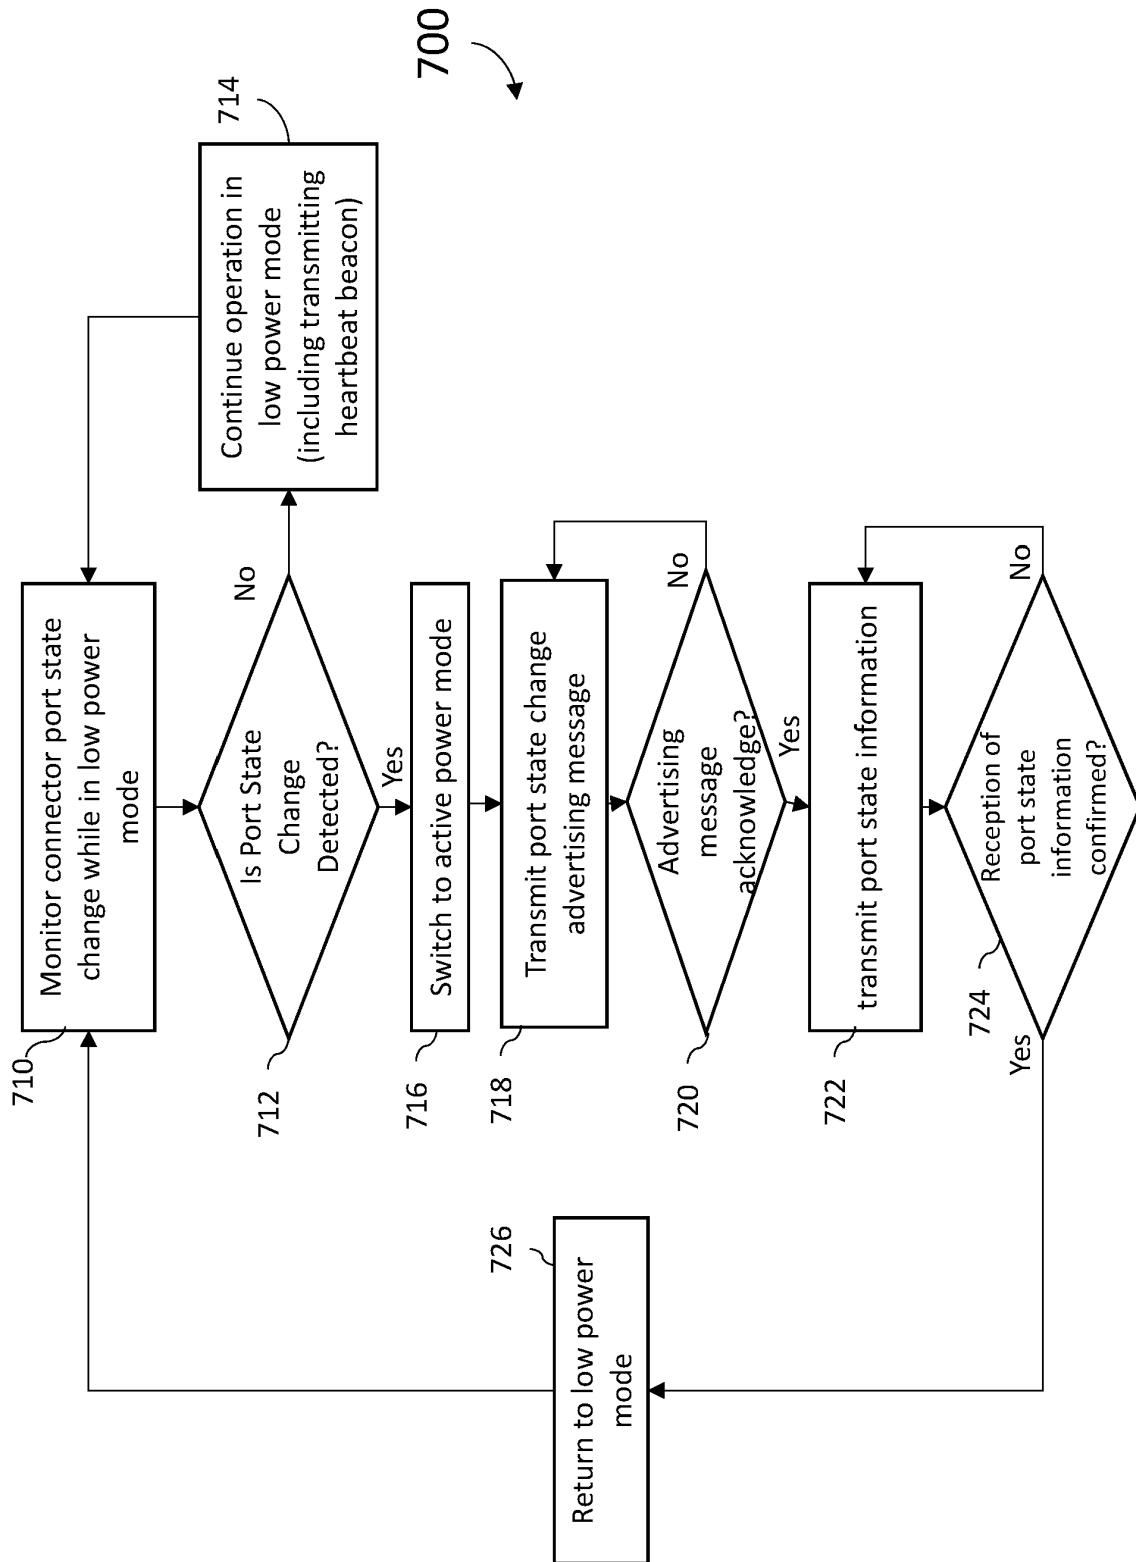 700
Monitor connector port state
change while in low power
mode
710
Is Port State
Change
Detected?
712
No
Yes
Continue operation in
low power mode
(including transmitting
heartbeat beacon)
714
Switch to active power mode
716
Transmit port state change
advertising message
718
Advertising
message
acknowledge?
720
No
Yes
transmit port state information
722
Reception of
port state
information
confirmed?
724
No
Yes
Return to low power
mode
726